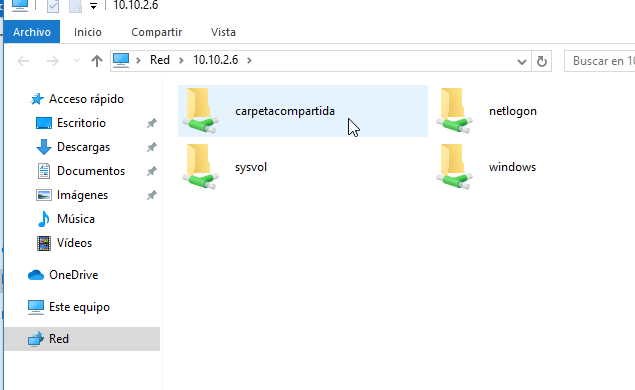 10.10.2.6
Archivo Inicio Compartir Vista
Red 10.10.2.6 Buscar en 10
Acceso rápido
Escritorio
Descargas
Documentos
Imágenes
Música
Vídeos
OneDrive
Este equipo
Red
carpetacompartida netlogon
sysvol windows